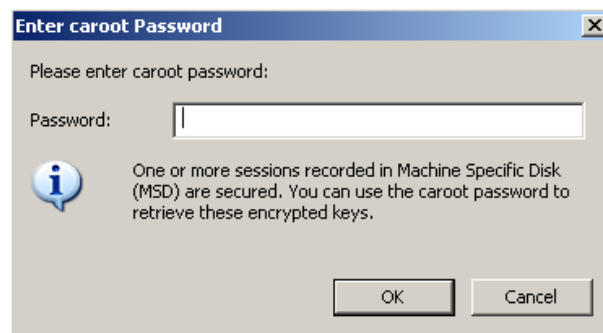 Enter caroot Password
Please enter caroot password:
Password:
One or more sessions recorded in Machine Specific Disk
(MSD) are secured. You can use the caroot password to
retrieve these encrypted keys.
OK
Cancel